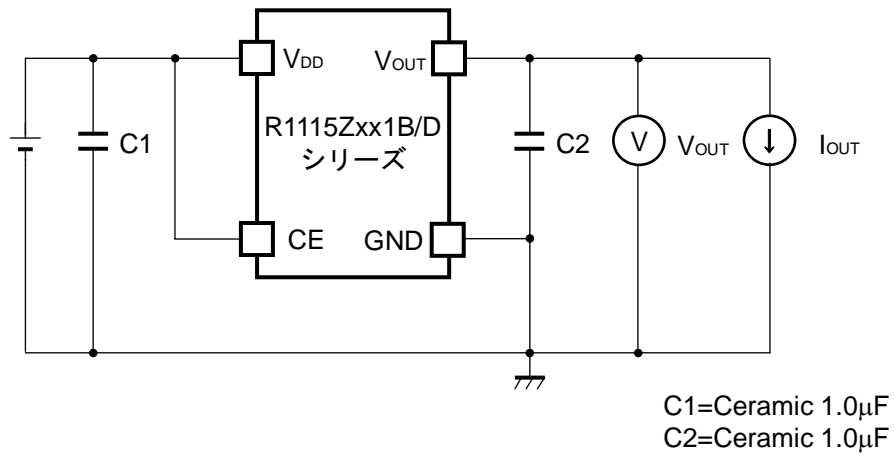 VDD
VOUT
R1115Zxx1B/D
シリーズ
C1
C2
V
VOUT
IOUT
CE
GND
C1=Ceramic 1.0μF
C2=Ceramic 1.0μF